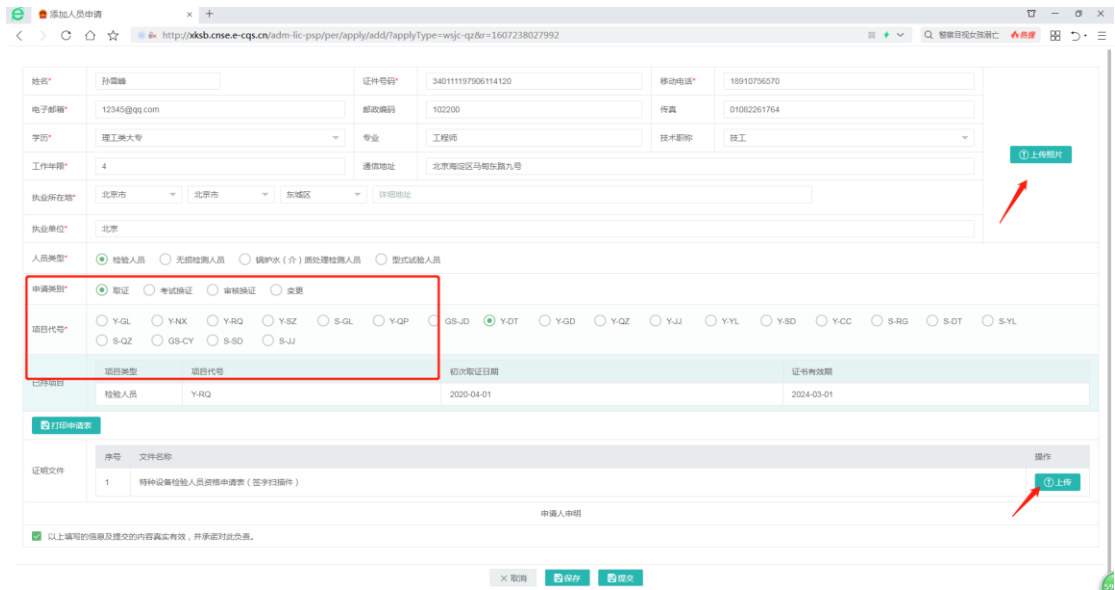 添加人员申请
http://xksb.cnse.e-cqs.cn/adm-lic-psp/per/apply/add/?applyType=wsjc-qz&r=1607238027992 警察目视女孩溺亡 热搜
姓名* 孙雪峰 证件号码* 340111197906114120 移动电话* 18910756570
电子邮箱* 12345@qq.com 邮政编码 102200 传真 01082261764
学历* 理工类大专 专业 工程师 技术职称 技工
上传照片
工作年限* 4 通信地址 北京海淀区马甸东路九号
执业所在地* 北京市 北京市 东城区 详细地址
执业单位* 北京
人员类型* 检验人员 无损检测人员 锅炉水（介）质处理检测人员 型式试验人员
申请类别* 取证 考试换证 审核换证 变更
项目代号* Y-GL Y-NX Y-RQ Y-SZ S-GL Y-QP GS-JD Y-DT Y-GD Y-QZ Y-JJ Y-YL Y-SD Y-CC S-RG S-DT S-YL
S-QZ GS-CY S-SD S-JJ
已持项目 项目类型 项目代号 初次取证日期 证书有效期
检验人员 Y-RQ 2020-04-01 2024-03-01
打印申请表
证明文件 序号 文件名称 操作
1 特种设备检验人员资格申请表（签字扫描件） 上传
申请人申明
以上填写的信息及提交的内容真实有效，并承诺对此负责。
取消 保存 提交